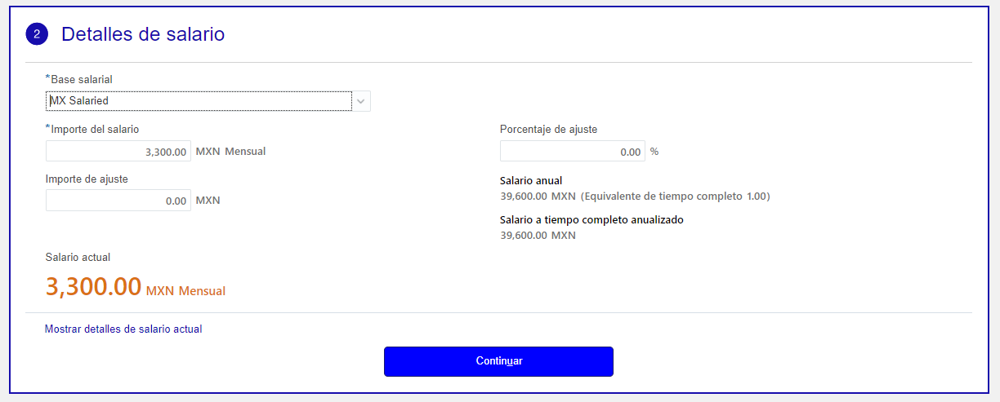 2 Detalles de salario
*Base salarial
MX Salaried
*Importe del salario
3,300.00 MXN Mensual
Importe de ajuste
0.00 MXN
Porcentaje de ajuste
0.00 %
Salario anual
39,600.00 MXN (Equivalente de tiempo completo 1.00)
Salario a tiempo completo anualizado
39,600.00 MXN
Salario actual
3,300.00 MXN Mensual
Mostrar detalles de salario actual
Continuar